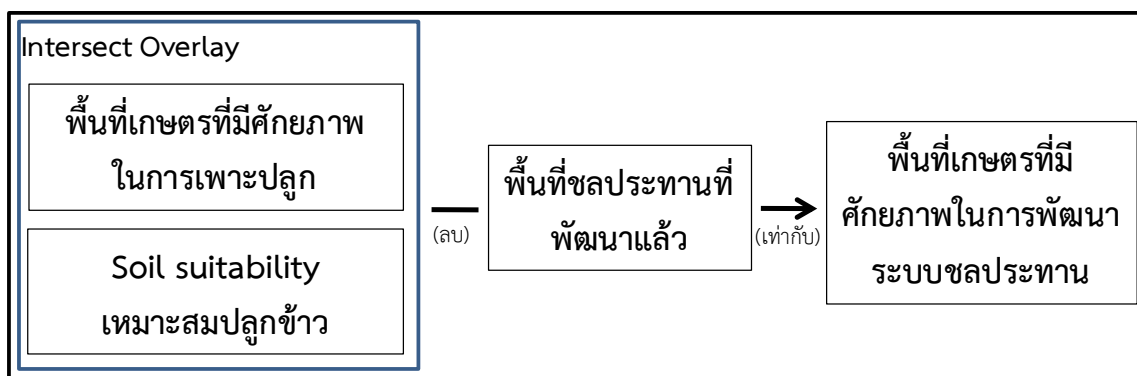 Intersect Overlay
พื้นที่เกษตรที่มีศักยภาพ
ในการเพาะปลูก
Soil suitability
เหมาะสมปลูกข้าว
(ลบ)
พื้นที่ชลประทานที่
พัฒนาแล้ว
(เท่ากับ)
พื้นที่เกษตรที่มี
ศักยภาพในการพัฒนา
ระบบชลประทาน